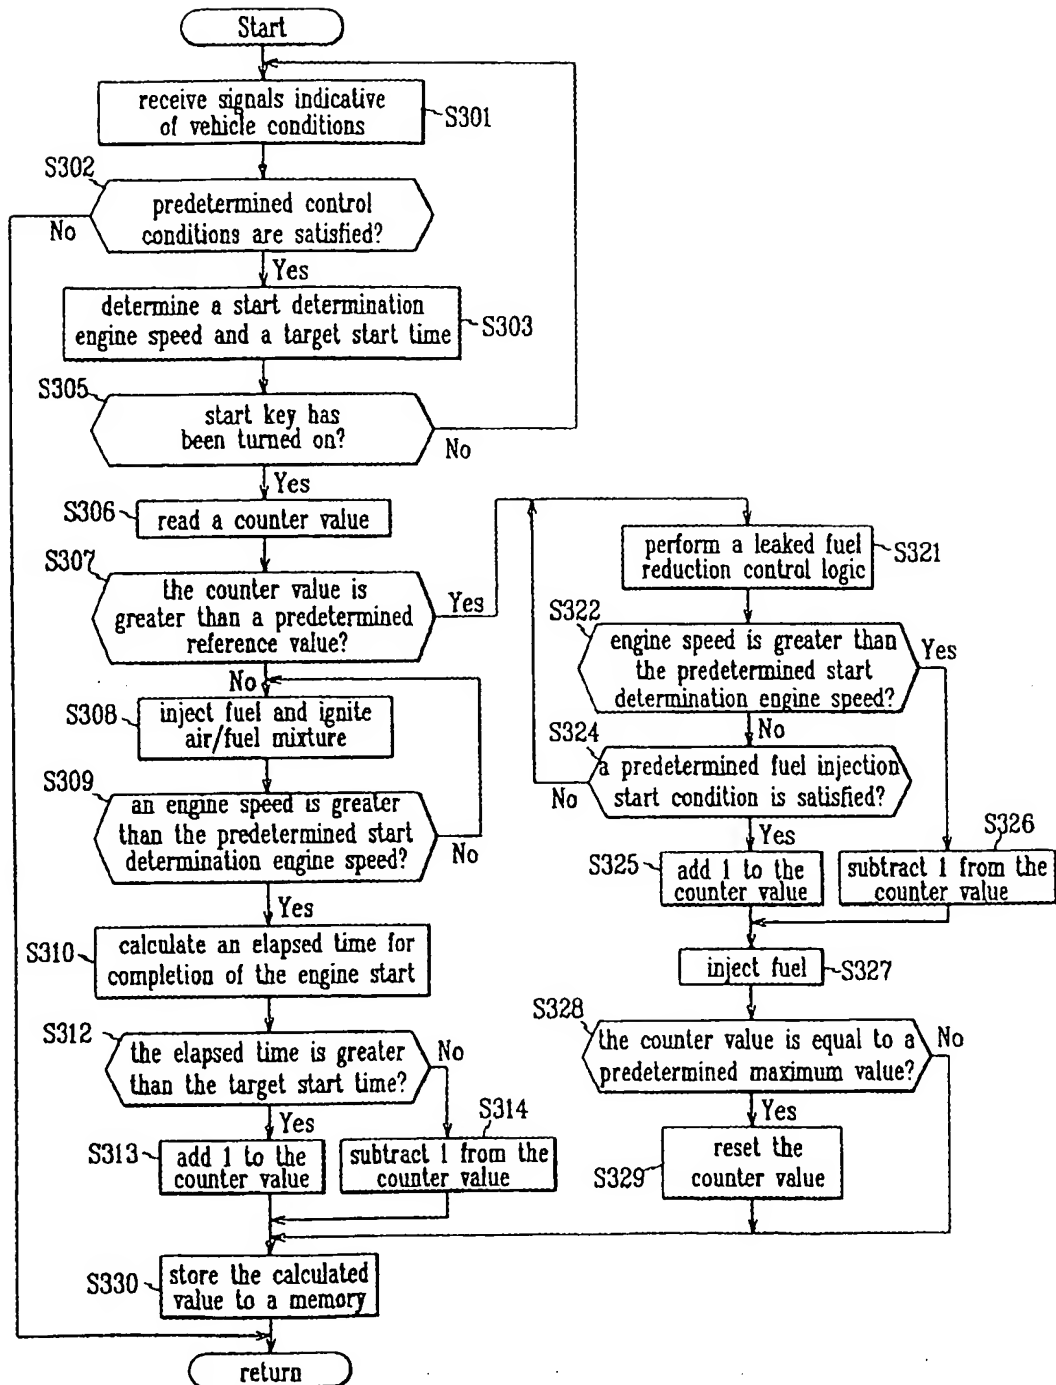 Start
receive signals indicative
of vehicle conditions
S301
S302
predetermined control
conditions are satisfied?
No
Yes
determine a start determination
engine speed and a target start time
S303
S305
start key has
been turned on?
No
Yes
S306
read a counter value
S307
the counter value is
greater than a predetermined
reference value?
Yes
No
S308
inject fuel and ignite
air/fuel mixture
S309
an engine speed is greater
than the predetermined start
determination engine speed?
No
Yes
S310
calculate an elapsed time for
completion of the engine start
S312
the elapsed time is greater
than the target start time?
No
Yes
S313
add 1 to the
counter value
S314
subtract 1 from the
counter value
perform a leaked fuel
reduction control logic
S321
S322
engine speed is greater than
the predetermined start
determination engine speed?
Yes
No
S324
a predetermined fuel injection
start condition is satisfied?
No
Yes
S325
add 1 to the
counter value
S326
subtract 1 from the
counter value
inject fuel
S327
S328
the counter value is equal to a
predetermined maximum value?
No
Yes
S329
reset the
counter value
S330
store the calculated
value to a memory
return